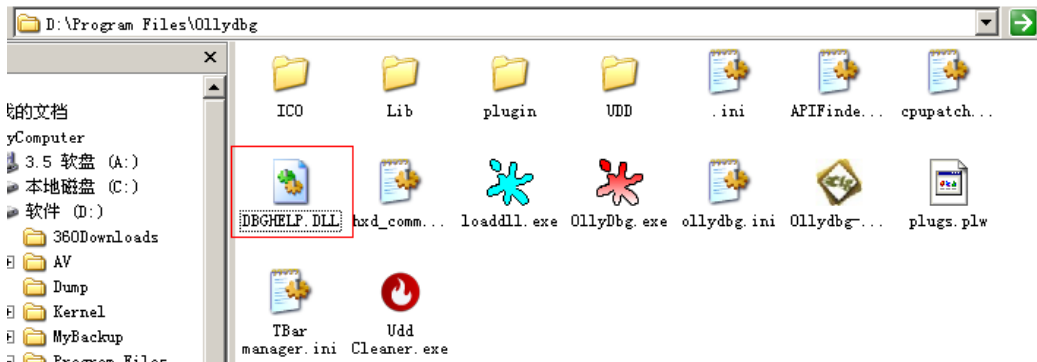 D:\Program Files\Ollydbg
的文档
yComputer
3.5 软盘 (A:)
本地磁盘 (C:)
软件 (D:)
360Downloads
AV
Dump
Kernel
MyBackup
Program Files
ICO Lib plugin UDD .ini APIFinde... cpupatch...
DBGHELP.DLL hxd_comm... loaddll.exe OllyDbg.exe ollydbg.ini Ollydbg-... plugs.plw
TBar Udd
manager.ini Cleaner.exe